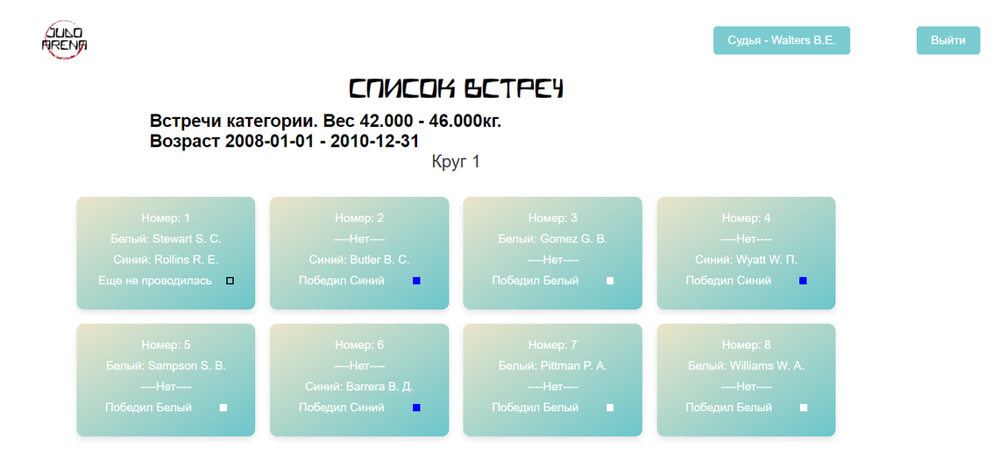 JUDO
ARENA
Судья - Walters B.E.
Выйти
СПИСОК ВСТРЕЧ
Встречи категории. Вес 42.000 - 46.000кг.
Возраст 2008-01-01 - 2010-12-31
Круг 1
Номер: 1
Белый: Stewart S. C.
Синий: Rollins R. E.
Еще не проводилась
Номер: 2
----Нет----
Синий: Butler B. C.
Победил Синий
Номер: 3
Белый: Gomez G. B.
----Нет----
Победил Белый
Номер: 4
----Нет----
Синий: Wyatt W. П.
Победил Синий
Номер: 5
Белый: Sampson S. B.
----Нет----
Победил Белый
Номер: 6
----Нет----
Синий: Barrera B. Д.
Победил Синий
Номер: 7
Белый: Pittman P. A.
----Нет----
Победил Белый
Номер: 8
Белый: Williams W. A.
----Нет----
Победил Белый